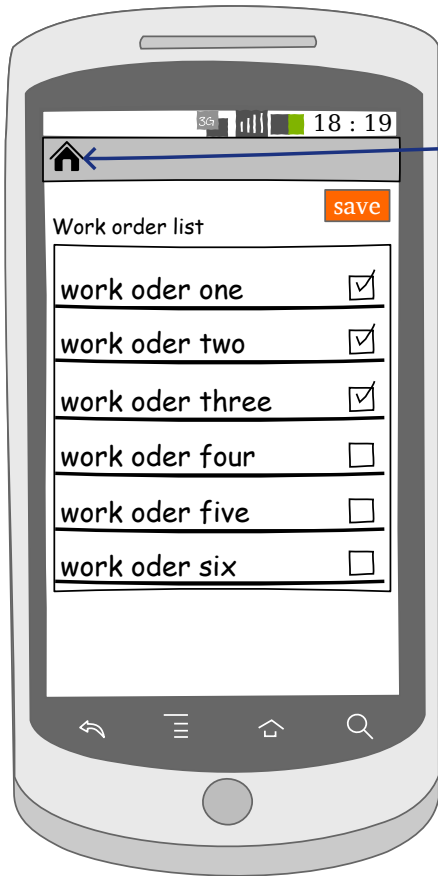 3G 18 : 19
save
Work order list
work oder one
work oder two
work oder three
work oder four
work oder five
work oder six